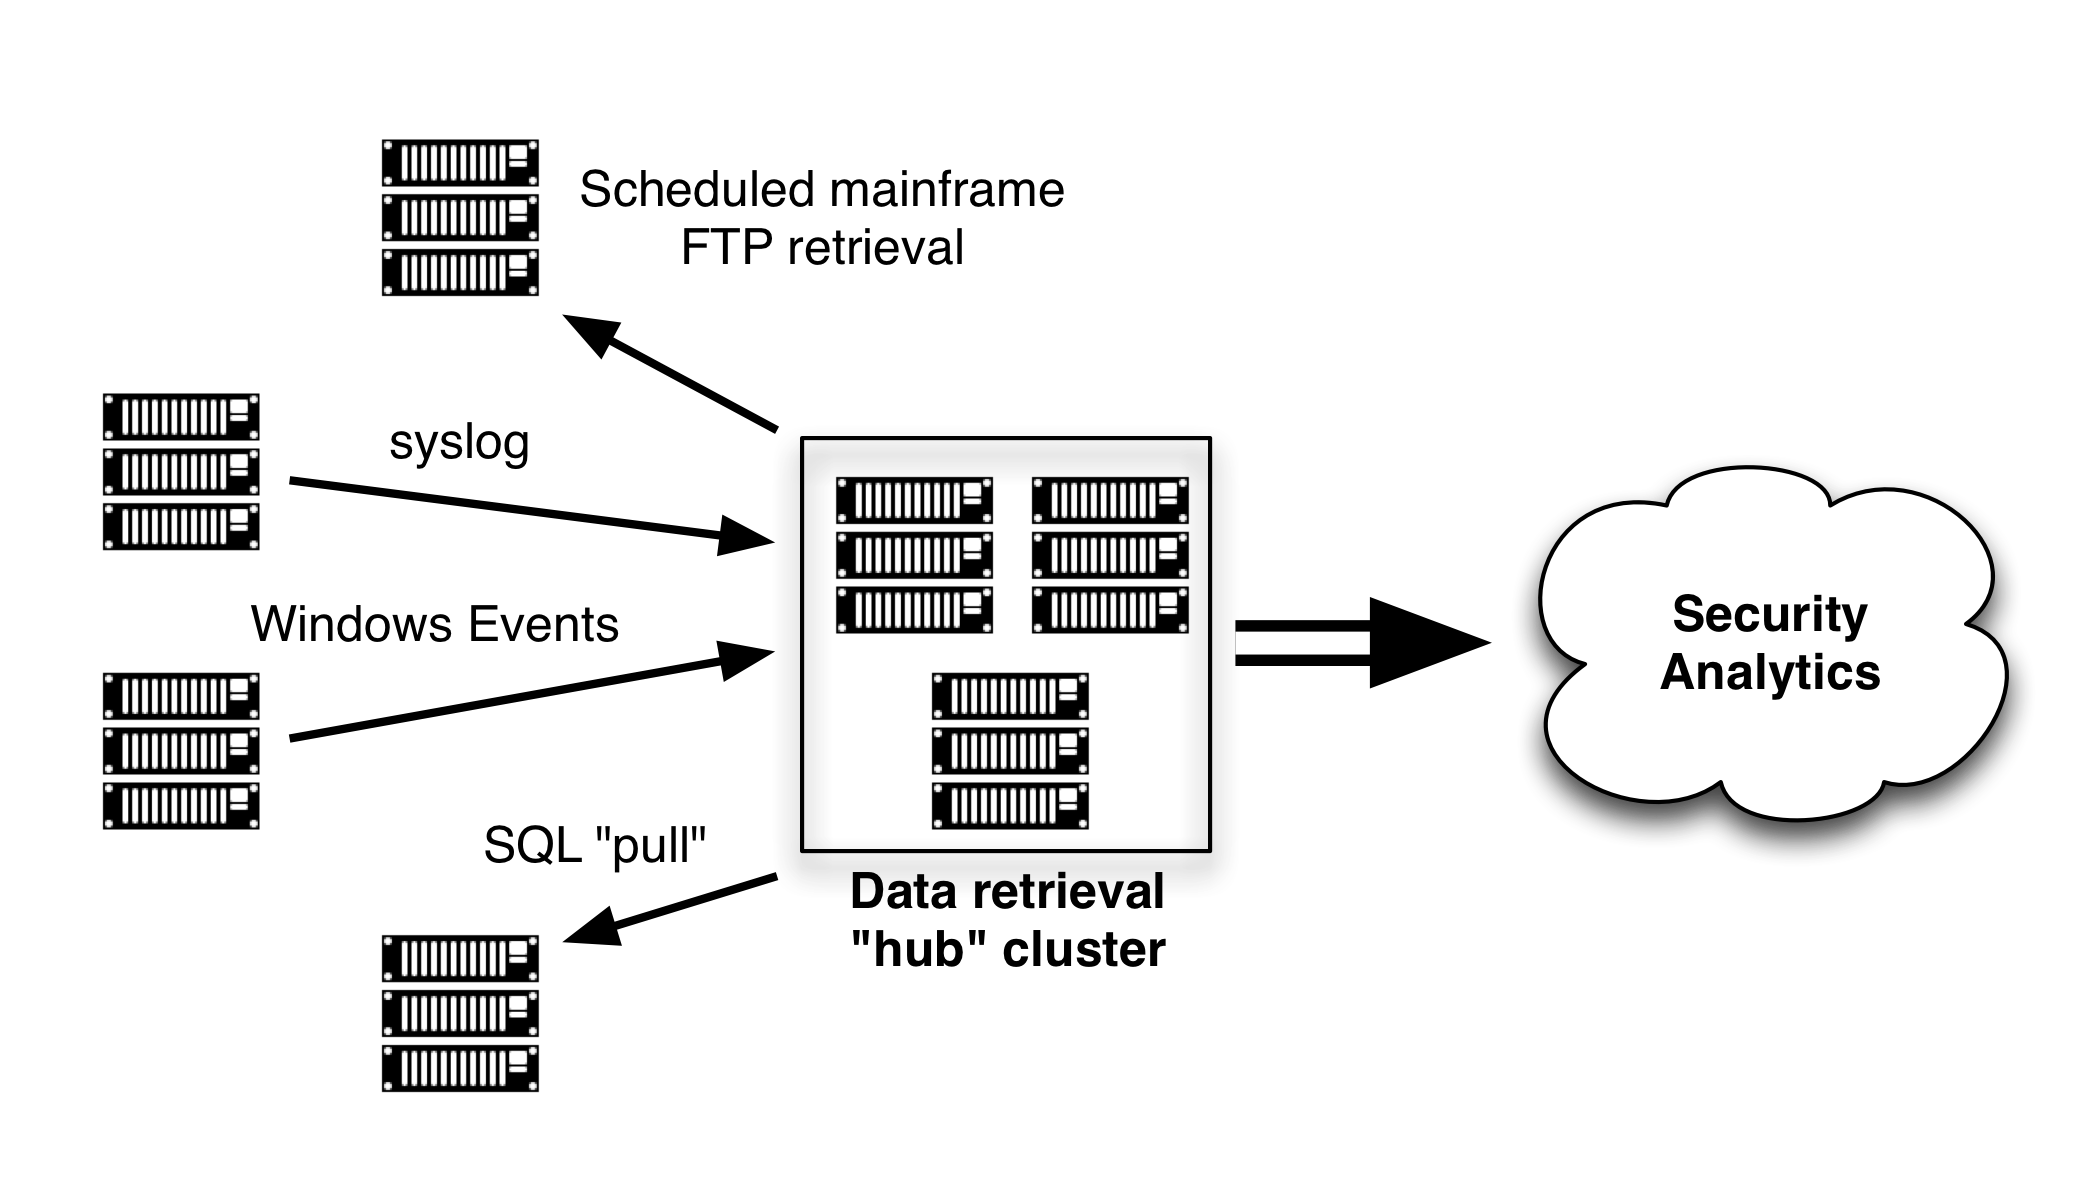 Scheduled mainframe
FTP retrieval
syslog
Windows Events
SQL "pull"
Data retrieval
"hub" cluster
Security
Analytics